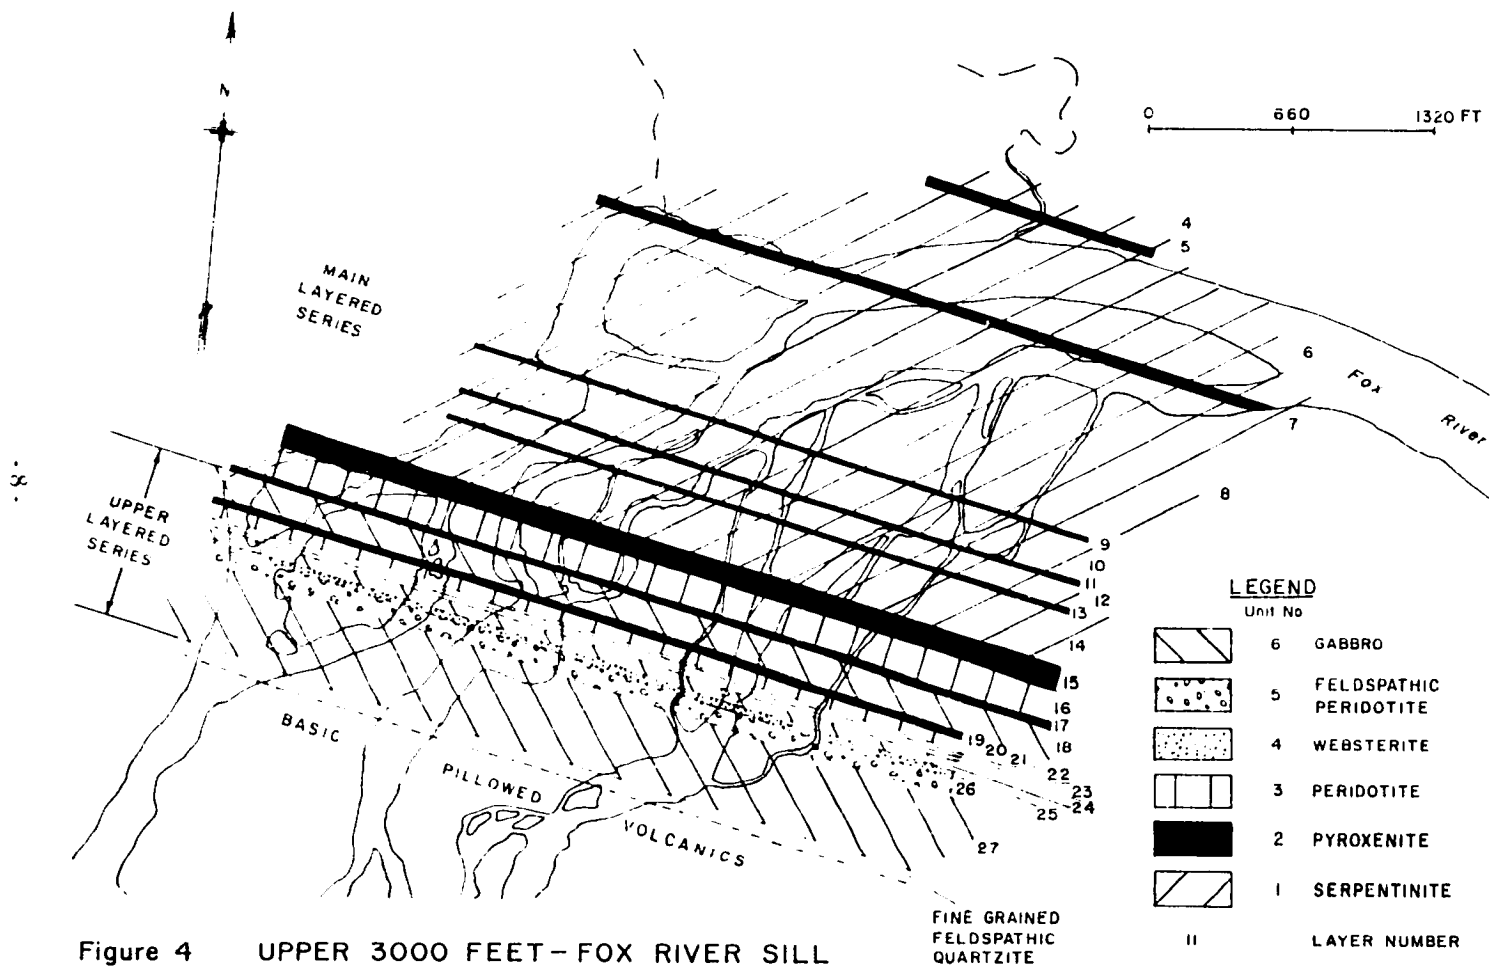 N
0 660 1320 FT
MAIN
LAYERED
SERIES
4
5
6
Fox
River
7
8
UPPER
LAYERED
SERIES
9
10
11
12
13
14
15
16
17
18
19
20
21
22
23
24
25
26
27
BASIC
PILLOWED
VOLCANICS
LEGEND
Unit No
6 GABBRO
5 FELDSPATHIC
PERIDOTITE
4 WEBSTERITE
3 PERIDOTITE
2 PYROXENITE
1 SERPENTINITE
11 LAYER NUMBER
FINE GRAINED
FELDSPATHIC
QUARTZITE
Figure 4 UPPER 3000 FEET – FOX RIVER SILL